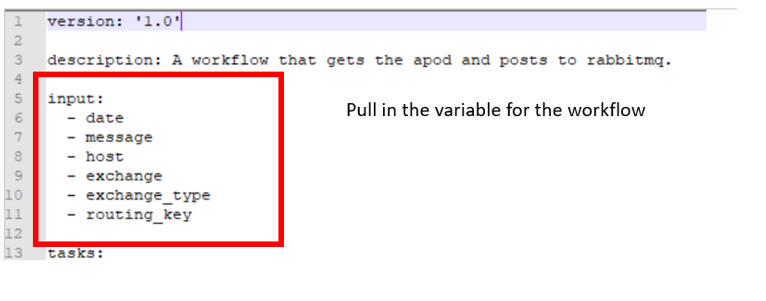 1 version: '1.0'
2
3 description: A workflow that gets the apod and posts to rabbitmq.
4
5 input:
6 - date
7 - message
8 - host
9 - exchange
10 - exchange_type
11 - routing_key
12
13 tasks:
Pull in the variable for the workflow